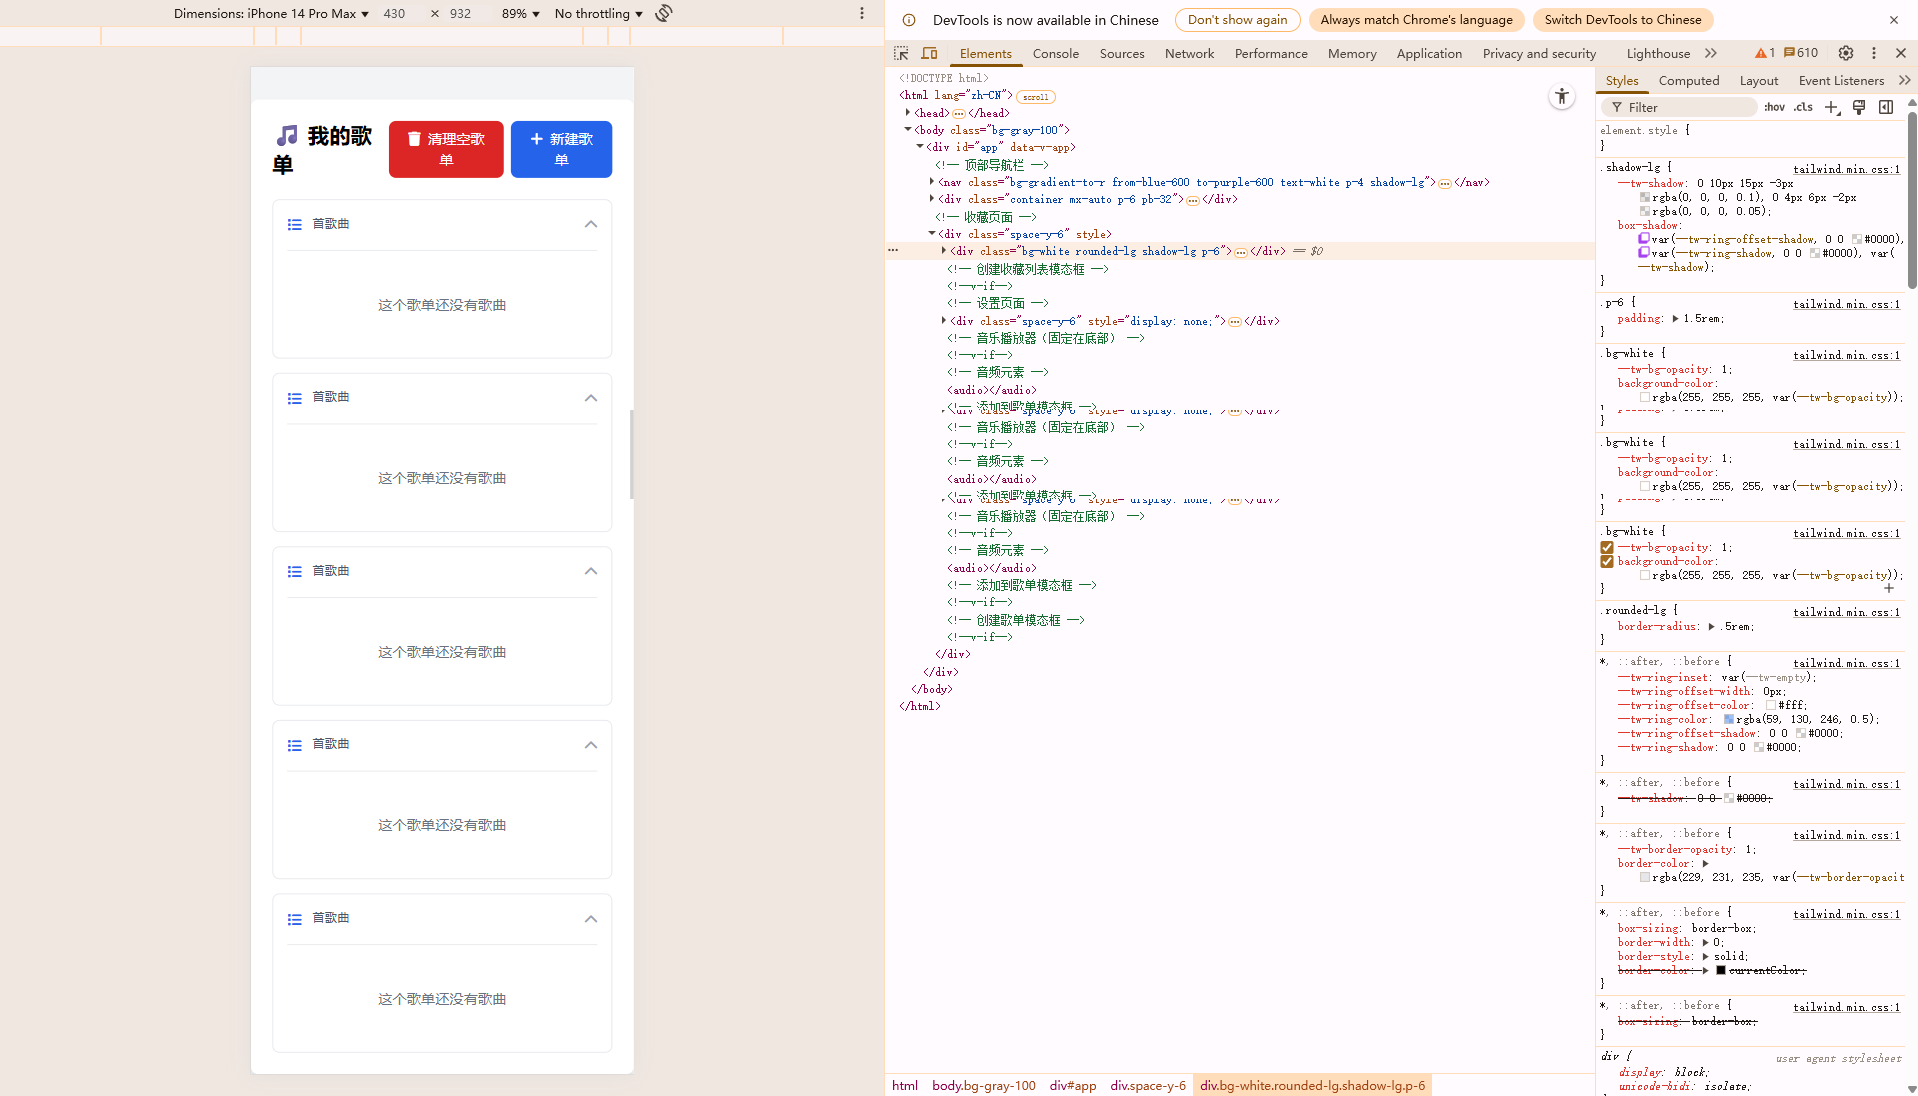 Dimensions: iPhone 14 Pro Max ▼ 430 × 932 89% ▼ No throttling ▼
🎵 我的歌单
清理空歌单
+ 新建歌单
首歌曲
这个歌单还没有歌曲
首歌曲
这个歌单还没有歌曲
首歌曲
这个歌单还没有歌曲
首歌曲
这个歌单还没有歌曲
首歌曲
这个歌单还没有歌曲
DevTools is now available in Chinese Don't show again Always match Chrome's language Switch DevTools to Chinese
Elements Console Sources Network Performance Memory Application Privacy and security Lighthouse 1 610
<!DOCTYPE html>
<html lang="zh-CN"> scroll
<head>…</head>
<body class="bg-gray-100">
<div id="app" data-v-app>
<!-- 顶部导航栏 -->
<nav class="bg-gradient-to-r from-blue-600 to-purple-600 text-white p-4 shadow-lg">…</nav>
<div class="container mx-auto p-6 pb-32">…</div>
<!-- 收藏页面 -->
<div class="space-y-6" style>
<div class="bg-white rounded-lg shadow-lg p-6">…</div> == $0
<!-- 创建收藏列表模态框 -->
<!--v-if-->
<!-- 设置页面 -->
<div class="space-y-6" style="display: none;">…</div>
<!-- 音乐播放器（固定在底部） -->
<!--v-if-->
<!-- 音频元素 -->
<audio></audio>
<!-- 添加到歌单模态框 -->
<div class="space-y-6" style="display: none;">…</div>
<!-- 音乐播放器（固定在底部） -->
<!--v-if-->
<!-- 音频元素 -->
<audio></audio>
<!-- 添加到歌单模态框 -->
<div class="space-y-6" style="display: none;">…</div>
<!-- 音乐播放器（固定在底部） -->
<!--v-if-->
<!-- 音频元素 -->
<audio></audio>
<!-- 添加到歌单模态框 -->
<!--v-if-->
<!-- 创建歌单模态框 -->
<!--v-if-->
</div>
</div>
</body>
</html>
html body.bg-gray-100 div#app div.space-y-6 div.bg-white.rounded-lg.shadow-lg.p-6
Styles Computed Layout Event Listeners
Filter :hov .cls
element.style {
}
.shadow-lg { tailwind.min.css:1
--tw-shadow: 0 10px 15px -3px
rgba(0, 0, 0, 0.1), 0 4px 6px -2px
rgba(0, 0, 0, 0.05);
box-shadow:
var(--tw-ring-offset-shadow, 0 0 #0000),
var(--tw-ring-shadow, 0 0 #0000), var(
--tw-shadow);
}
.p-6 { tailwind.min.css:1
padding: ▶ 1.5rem;
}
.bg-white { tailwind.min.css:1
--tw-bg-opacity: 1;
background-color:
rgba(255, 255, 255, var(--tw-bg-opacity));
}
.bg-white { tailwind.min.css:1
--tw-bg-opacity: 1;
background-color:
rgba(255, 255, 255, var(--tw-bg-opacity));
}
.bg-white { tailwind.min.css:1
--tw-bg-opacity: 1;
background-color:
rgba(255, 255, 255, var(--tw-bg-opacity));
}
.rounded-lg { tailwind.min.css:1
border-radius: ▶ .5rem;
}
*, ::after, ::before { tailwind.min.css:1
--tw-ring-inset: var(--tw-empty);
--tw-ring-offset-width: 0px;
--tw-ring-offset-color: #fff;
--tw-ring-color: rgba(59, 130, 246, 0.5);
--tw-ring-offset-shadow: 0 0 #0000;
--tw-ring-shadow: 0 0 #0000;
}
*, ::after, ::before { tailwind.min.css:1
--tw-shadow: 0 0 #0000;
}
*, ::after, ::before { tailwind.min.css:1
--tw-border-opacity: 1;
border-color: ▶
rgba(229, 231, 235, var(--tw-border-opacit
}
*, ::after, ::before { tailwind.min.css:1
box-sizing: border-box;
border-width: ▶ 0;
border-style: ▶ solid;
border-color: ▶ currentColor;
}
*, ::after, ::before { tailwind.min.css:1
box-sizing: border-box;
}
div { user agent stylesheet
display: block;
unicode-bidi: isolate;